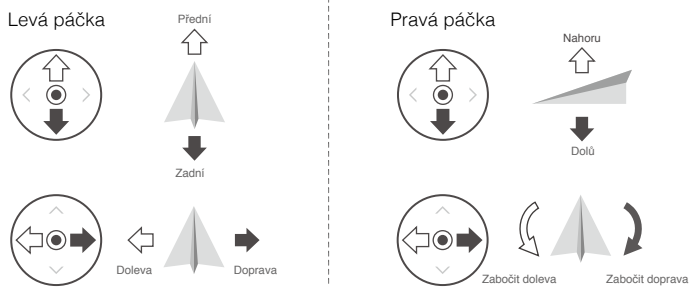 Levá páčka
Přední
Zadní
Doleva
Doprava
Pravá páčka
Nahoru
Dolů
Zabočit doleva
Zabočit doprava